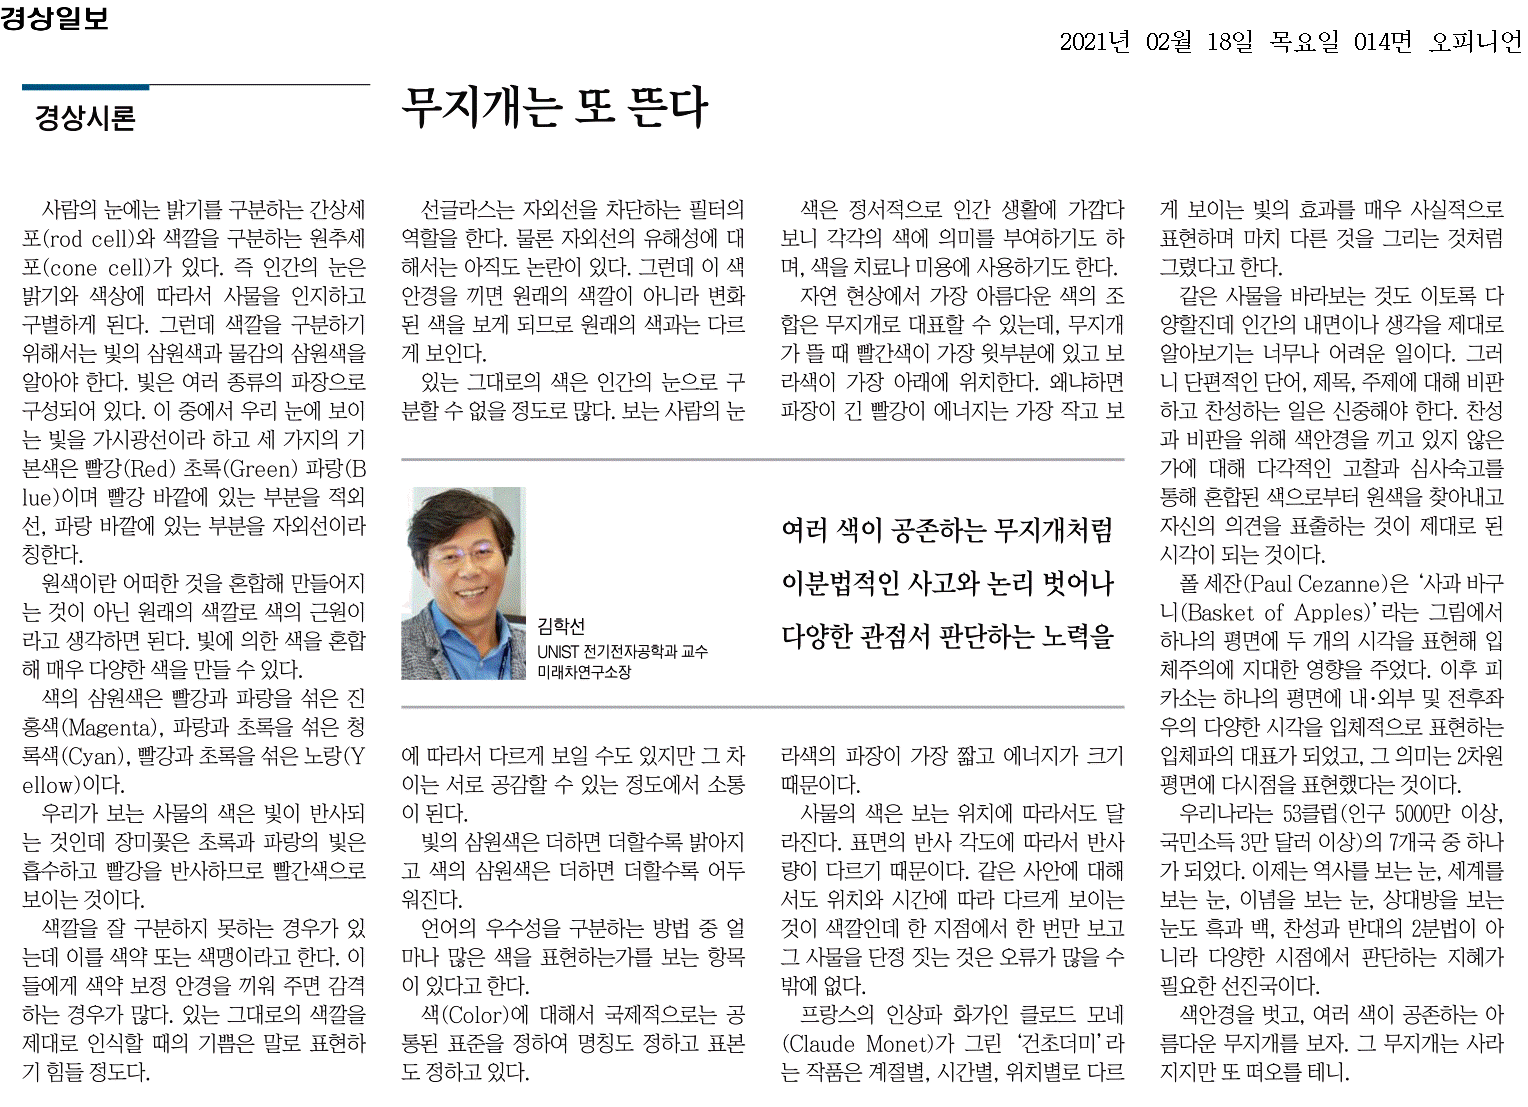 경상일보
2021년 02월 18일 목요일 014면 오피니언
경상시론
무지개는 또 뜬다
사람의 눈에는 밝기를 구분하는 간상세
포(rod cell)와 색깔을 구분하는 원추세
포(cone cell)가 있다. 즉 인간의 눈은
밝기와 색상에 따라서 사물을 인지하고
구별하게 된다. 그런데 색깔을 구분하기
위해서는 빛의 삼원색과 물감의 삼원색을
알아야 한다. 빛은 여러 종류의 파장으로
구성되어 있다. 이 중에서 우리 눈에 보이
는 빛을 가시광선이라 하고 세 가지의 기
본색은 빨강(Red) 초록(Green) 파랑(B
lue)이며 빨강 바깥에 있는 부분을 적외
선, 파랑 바깥에 있는 부분을 자외선이라
칭한다.
원색이란 어떠한 것을 혼합해 만들어지
는 것이 아닌 원래의 색깔로 색의 근원이
라고 생각하면 된다. 빛에 의한 색을 혼합
해 매우 다양한 색을 만들 수 있다.
색의 삼원색은 빨강과 파랑을 섞은 진
홍색(Magenta), 파랑과 초록을 섞은 청
록색(Cyan), 빨강과 초록을 섞은 노랑(Y
ellow)이다.
우리가 보는 사물의 색은 빛이 반사되
는 것인데 장미꽃은 초록과 파랑의 빛은
흡수하고 빨강을 반사하므로 빨간색으로
보이는 것이다.
색깔을 잘 구분하지 못하는 경우가 있
는데 이를 색약 또는 색맹이라고 한다. 이
들에게 색약 보정 안경을 끼워 주면 감격
하는 경우가 많다. 있는 그대로의 색깔을
제대로 인식할 때의 기쁨은 말로 표현하
기 힘들 정도다.
선글라스는 자외선을 차단하는 필터의
역할을 한다. 물론 자외선의 유해성에 대
해서는 아직도 논란이 있다. 그런데 이 색
안경을 끼면 원래의 색깔이 아니라 변화
된 색을 보게 되므로 원래의 색과는 다르
게 보인다.
있는 그대로의 색은 인간의 눈으로 구
분할 수 없을 정도로 많다. 보는 사람의 눈
에 따라서 다르게 보일 수도 있지만 그 차
이는 서로 공감할 수 있는 정도에서 소통
이 된다.
빛의 삼원색은 더하면 더할수록 밝아지
고 색의 삼원색은 더하면 더할수록 어두
워진다.
언어의 우수성을 구분하는 방법 중 얼
마나 많은 색을 표현하는가를 보는 항목
이 있다고 한다.
색(Color)에 대해서 국제적으로는 공
통된 표준을 정하여 명칭도 정하고 표본
도 정하고 있다.
색은 정서적으로 인간 생활에 가깝다
보니 각각의 색에 의미를 부여하기도 하
며, 색을 치료나 미용에 사용하기도 한다.
자연 현상에서 가장 아름다운 색의 조
합은 무지개로 대표할 수 있는데, 무지개
가 뜰 때 빨간색이 가장 윗부분에 있고 보
라색이 가장 아래에 위치한다. 왜냐하면
파장이 긴 빨강이 에너지는 가장 작고 보
라색의 파장이 가장 짧고 에너지가 크기
때문이다.
사물의 색은 보는 위치에 따라서도 달
라진다. 표면의 반사 각도에 따라서 반사
량이 다르기 때문이다. 같은 사안에 대해
서도 위치와 시간에 따라 다르게 보이는
것이 색깔인데 한 지점에서 한 번만 보고
그 사물을 단정 짓는 것은 오류가 많을 수
밖에 없다.
프랑스의 인상파 화가인 클로드 모네
(Claude Monet)가 그린 ‘건초더미’라
는 작품은 계절별, 시간별, 위치별로 다르
게 보이는 빛의 효과를 매우 사실적으로
표현하며 마치 다른 것을 그리는 것처럼
그렸다고 한다.
같은 사물을 바라보는 것도 이토록 다
양할진데 인간의 내면이나 생각을 제대로
알아보기는 너무나 어려운 일이다. 그러
니 단편적인 단어, 제목, 주제에 대해 비판
하고 찬성하는 일은 신중해야 한다. 찬성
과 비판을 위해 색안경을 끼고 있지 않은
가에 대해 다각적인 고찰과 심사숙고를
통해 혼합된 색으로부터 원색을 찾아내고
자신의 의견을 표출하는 것이 제대로 된
시각이 되는 것이다.
폴 세잔(Paul Cezanne)은 ‘사과 바구
니(Basket of Apples)’라는 그림에서
하나의 평면에 두 개의 시각을 표현해 입
체주의에 지대한 영향을 주었다. 이후 피
카소는 하나의 평면에 내·외부 및 전후좌
우의 다양한 시각을 입체적으로 표현하는
입체파의 대표가 되었고, 그 의미는 2차원
평면에 다시점을 표현했다는 것이다.
우리나라는 53클럽(인구 5000만 이상,
국민소득 3만 달러 이상)의 7개국 중 하나
가 되었다. 이제는 역사를 보는 눈, 세계를
보는 눈, 이념을 보는 눈, 상대방을 보는
눈도 흑과 백, 찬성과 반대의 2분법이 아
니라 다양한 시점에서 판단하는 지혜가
필요한 선진국이다.
색안경을 벗고, 여러 색이 공존하는 아
름다운 무지개를 보자. 그 무지개는 사라
지지만 또 떠오를 테니.
김학선
UNIST 전기전자공학과 교수
미래차연구소장
여러 색이 공존하는 무지개처럼
이분법적인 사고와 논리 벗어나
다양한 관점서 판단하는 노력을